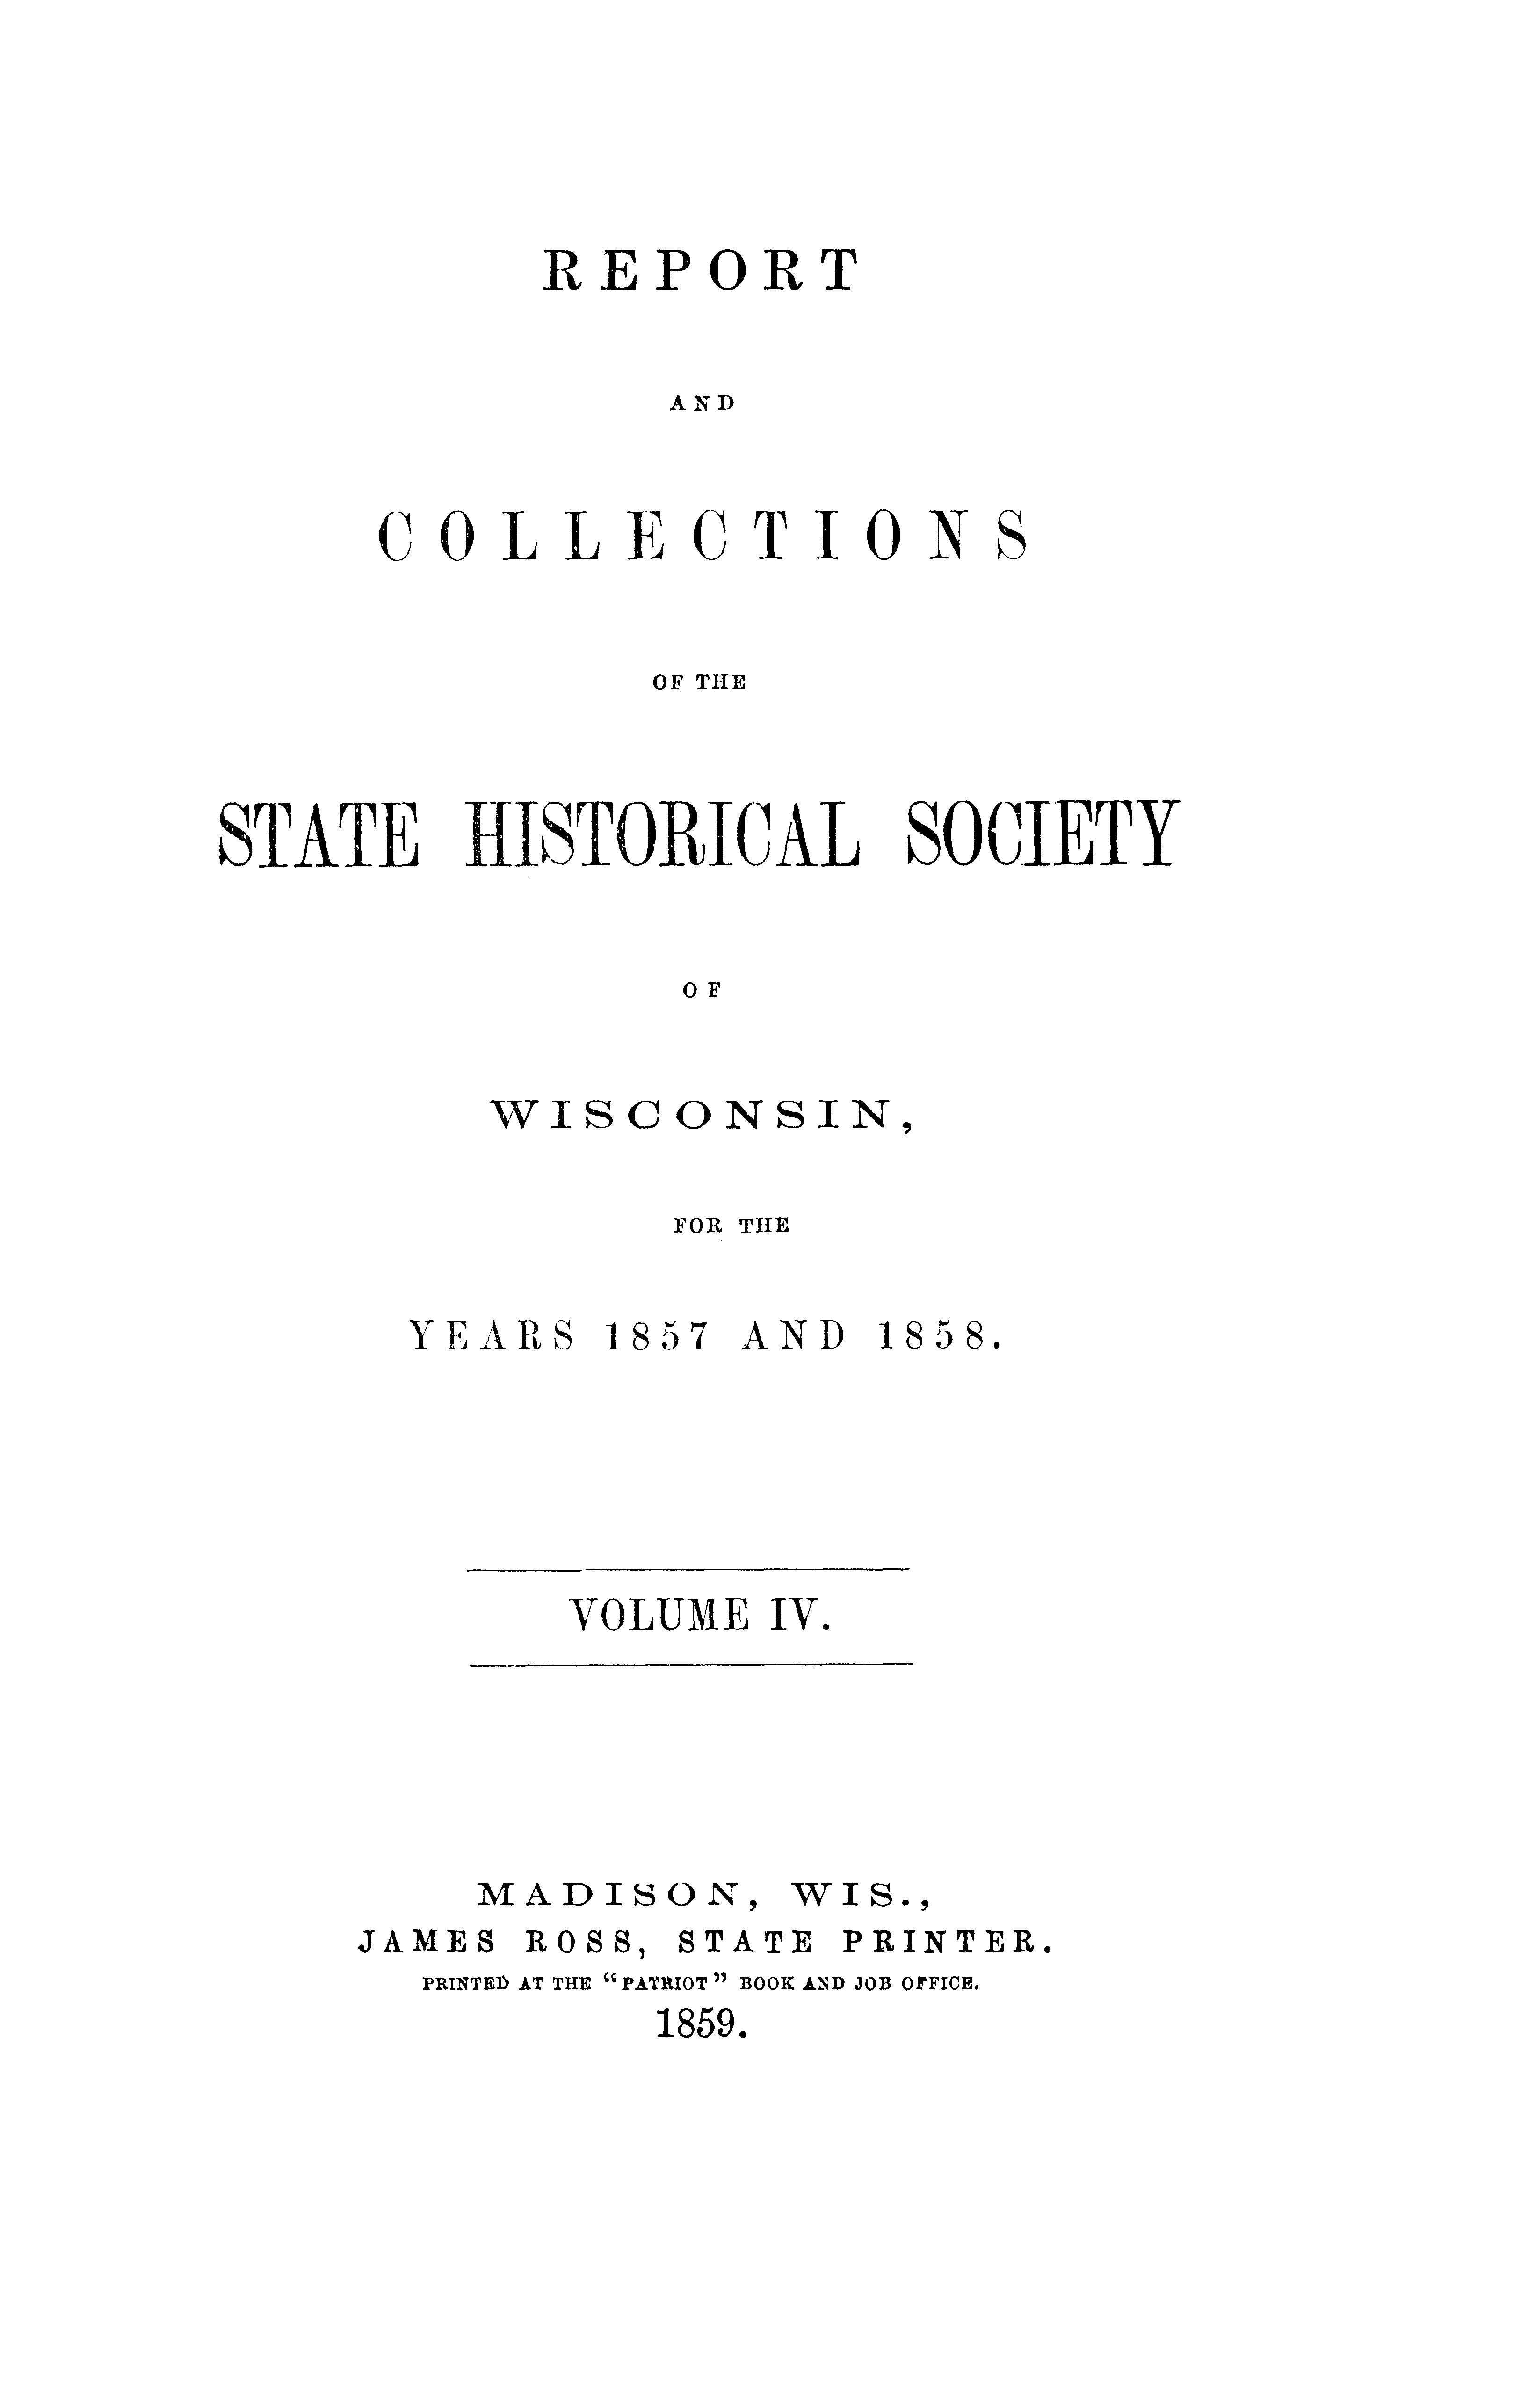 REPORT
AND
COLLECTIONS
OF THE
STATE HISTORICAL SOCIETY
OF
WISCONSIN,
FOR THE
YEARS 1857 AND 1858.
VOLUME IV.
MADISON, WIS.,
JAMES ROSS, STATE PRINTER.
PRINTED AT THE “PATRIOT” BOOK AND JOB OFFICE.
1859.